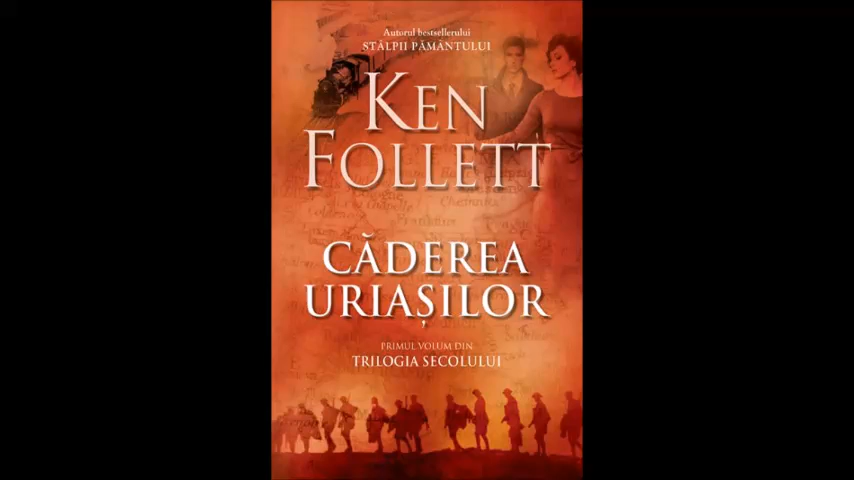 Autorul bestsellerului
STÂLPII PĂMÂNTULUI
KEN
FOLLETT
CĂDEREA
URIAȘILOR
PRIMUL VOLUM DIN
TRILOGIA SECOLULUI